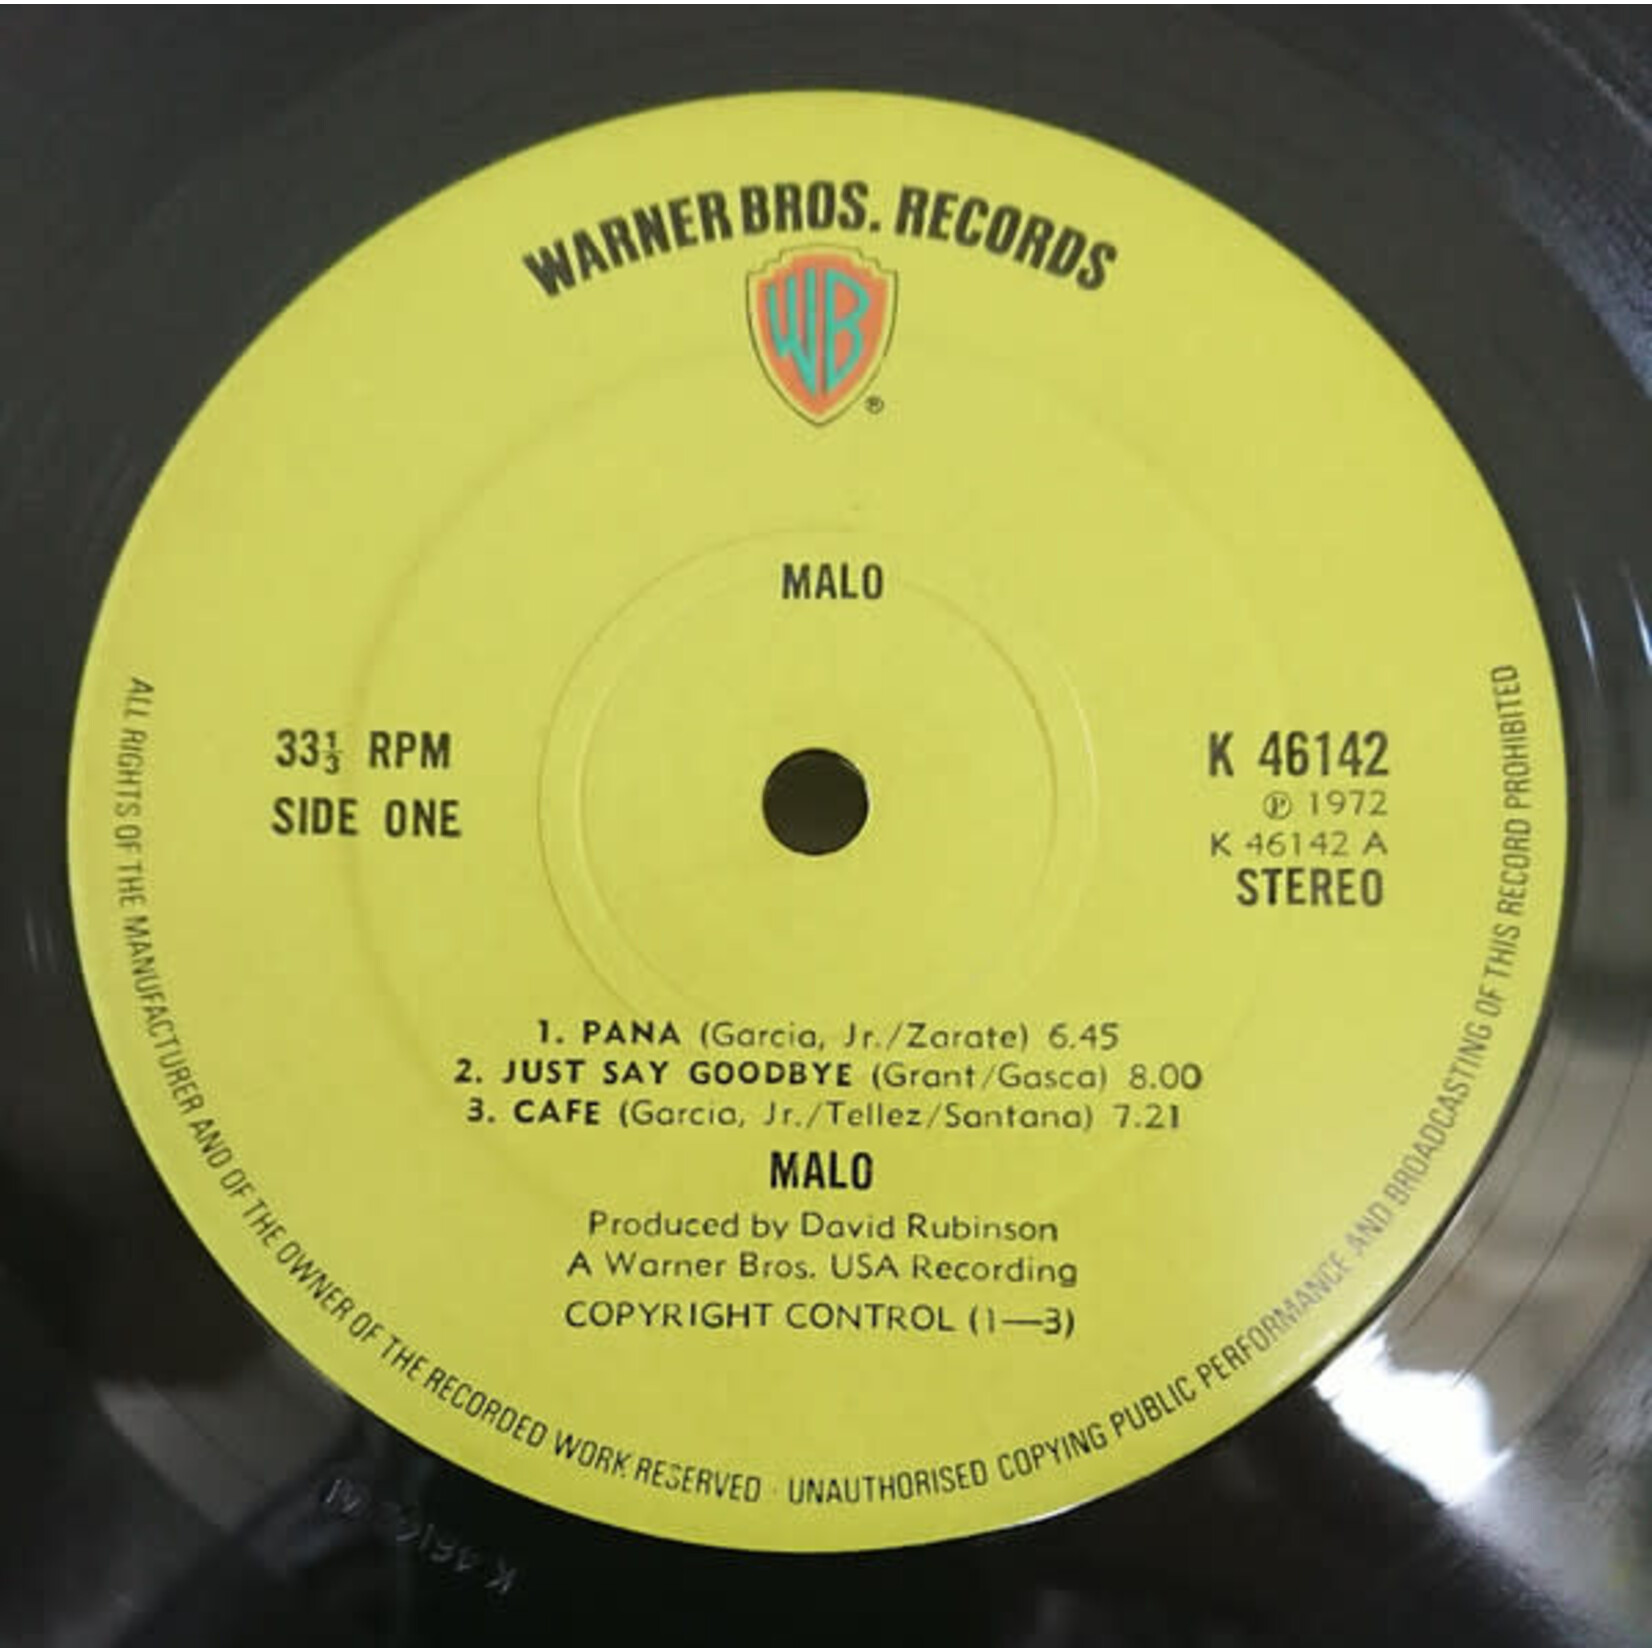 WARNER BROS. RECORDS
WB
®
MALO
33⅓ RPM
SIDE ONE
K 46142
℗ 1972
K 46142 A
STEREO
1. PANA (Garcia, Jr./Zarate) 6.45
2. JUST SAY GOODBYE (Grant/Gasca) 8.00
3. CAFE (Garcia, Jr./Tellez/Santana) 7.21
MALO
Produced by David Rubinson
A Warner Bros. USA Recording
COPYRIGHT CONTROL (1—3)
ALL RIGHTS OF THE MANUFACTURER AND OF THE OWNER OF THE RECORDED WORK RESERVED · UNAUTHORISED COPYING PUBLIC PERFORMANCE AND BROADCASTING OF THIS RECORD PROHIBITED